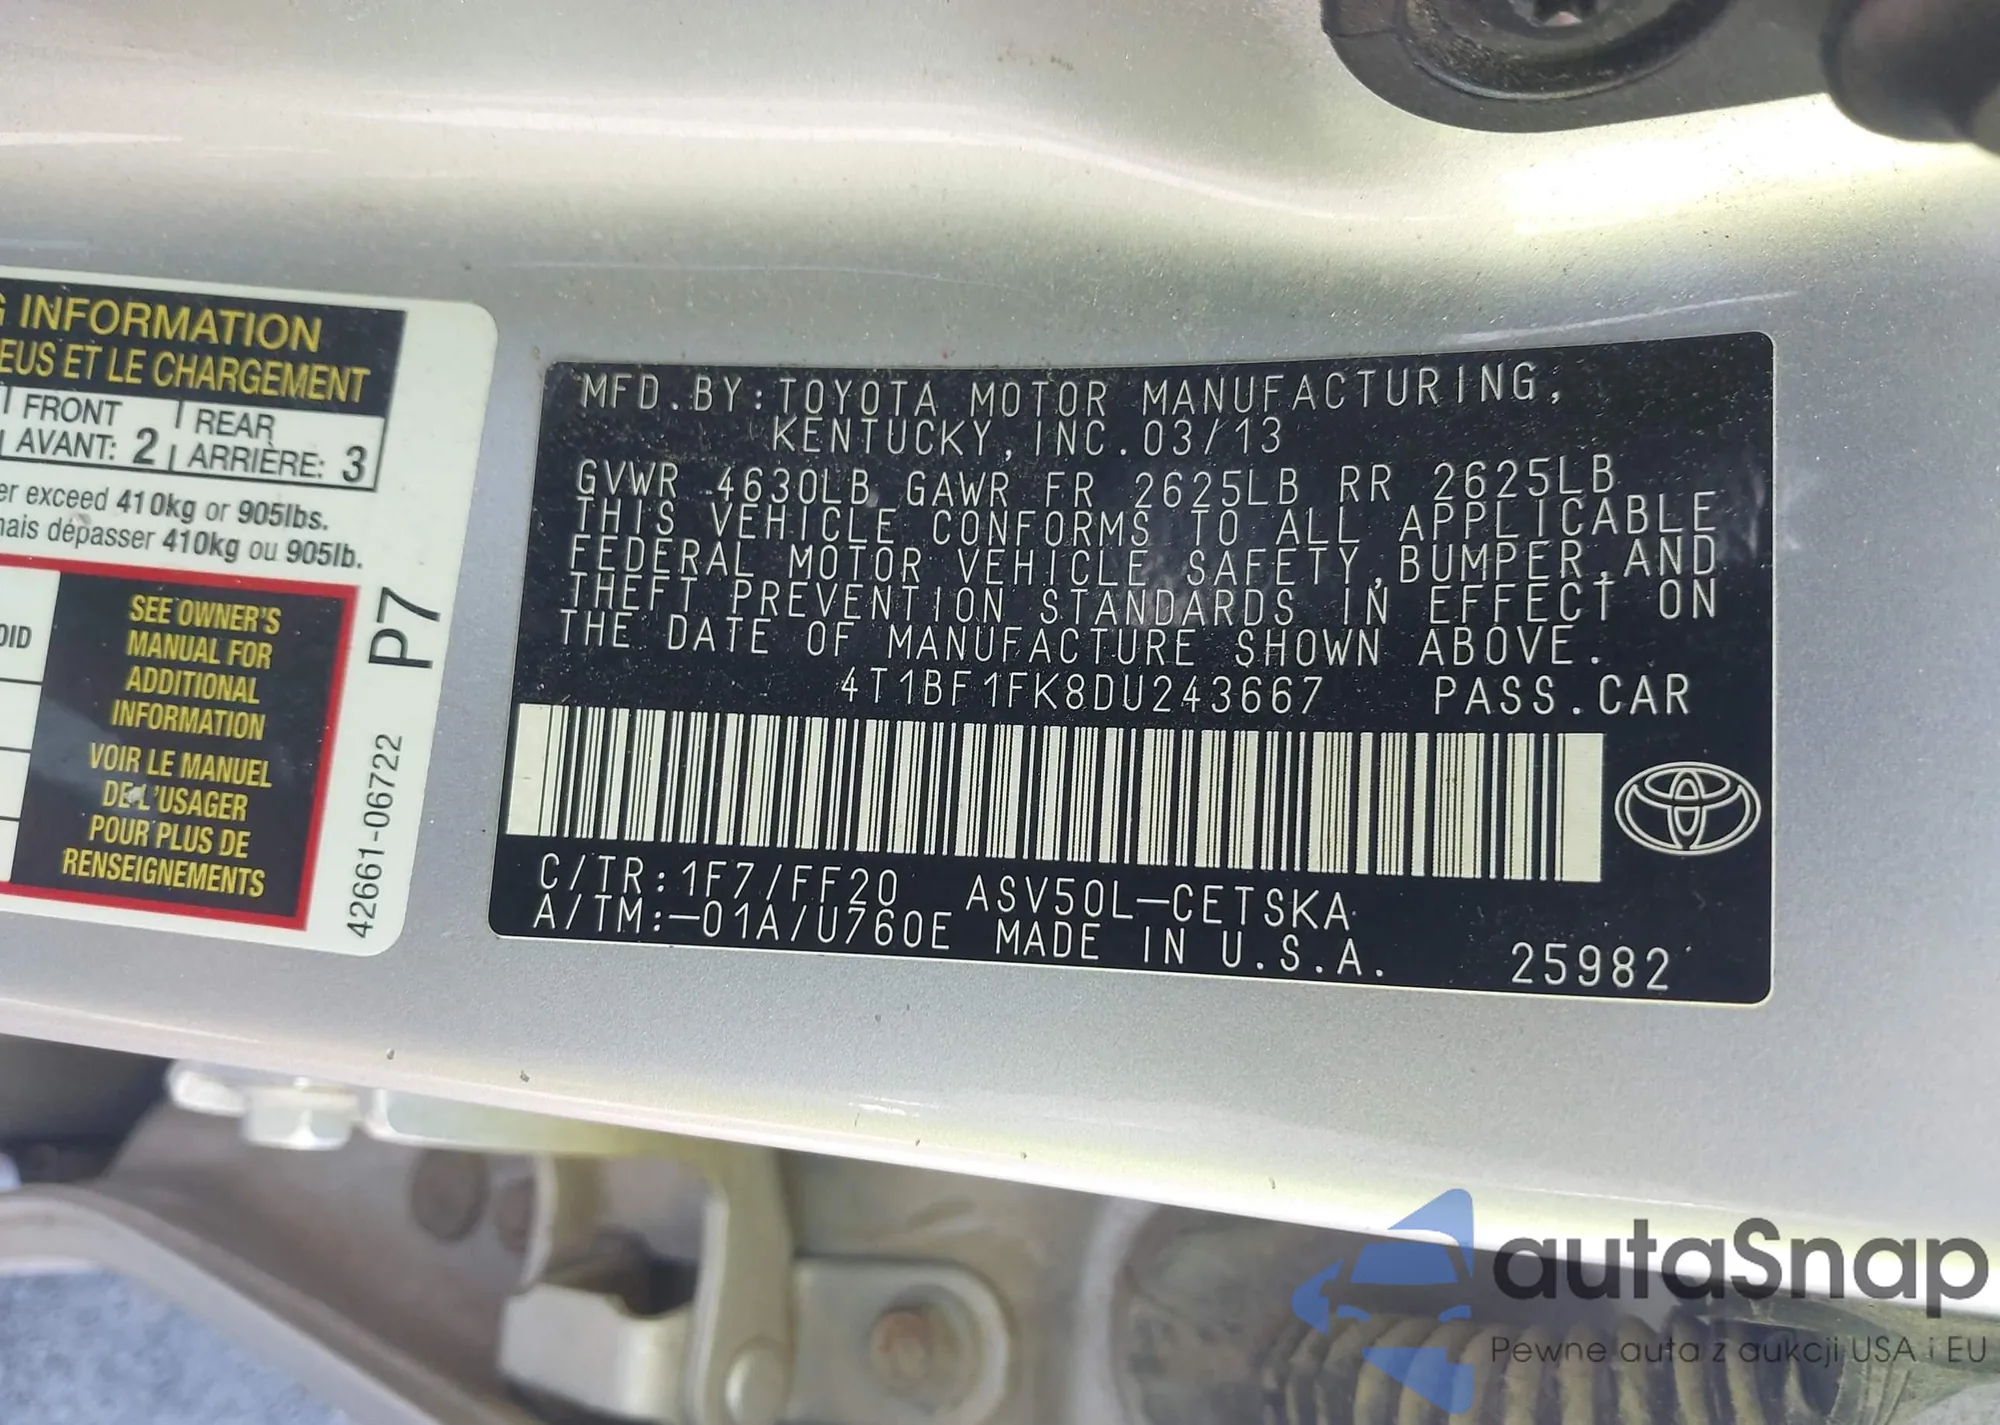 G INFORMATION
EUS ET LE CHARGEMENT
FRONT
AVANT: 2
REAR
ARRIÈRE: 3
er exceed 410kg or 905lbs.
mais dépasser 410kg ou 905lb.
OID
SEE OWNER'S
MANUAL FOR
ADDITIONAL
INFORMATION
VOIR LE MANUEL
DE L'USAGER
POUR PLUS DE
RENSEIGNEMENTS
P7
42661-06722
MFD.BY:TOYOTA MOTOR MANUFACTURING,
KENTUCKY,INC.03/13
GVWR 4630LB GAWR FR 2625LB RR 2625LB
THIS VEHICLE CONFORMS TO ALL APPLICABLE
FEDERAL MOTOR VEHICLE SAFETY,BUMPER,AND
THEFT PREVENTION STANDARDS IN EFFECT ON
THE DATE OF MANUFACTURE SHOWN ABOVE.
4T1BF1FK8DU243667 PASS.CAR
C/TR:1F7/FF20 ASV50L-CETSKA
A/TM:-01A/U760E MADE IN U.S.A. 25982
autaSnap
Pewne auta z aukcji USA i EU